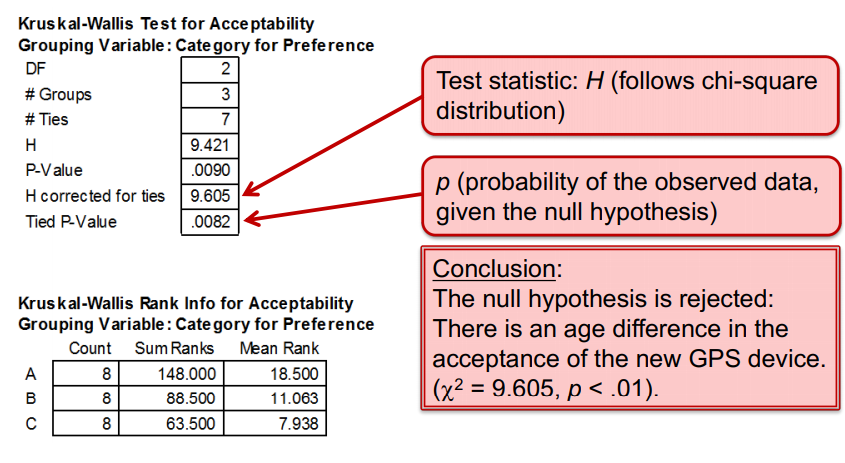 Kruskal-Wallis Test for Acceptability
Grouping Variable: Category for Preference
DF 2
# Groups 3
# Ties 7
H 9.421
P-Value .0090
H corrected for ties 9.605
Tied P-Value .0082
Test statistic: H (follows chi-square
distribution)
p (probability of the observed data,
given the null hypothesis)
Conclusion:
The null hypothesis is rejected:
There is an age difference in the
acceptance of the new GPS device.
(χ² = 9.605, p < .01).
Kruskal-Wallis Rank Info for Acceptability
Grouping Variable: Category for Preference
Count Sum Ranks Mean Rank
A 8 148.000 18.500
B 8 88.500 11.063
C 8 63.500 7.938